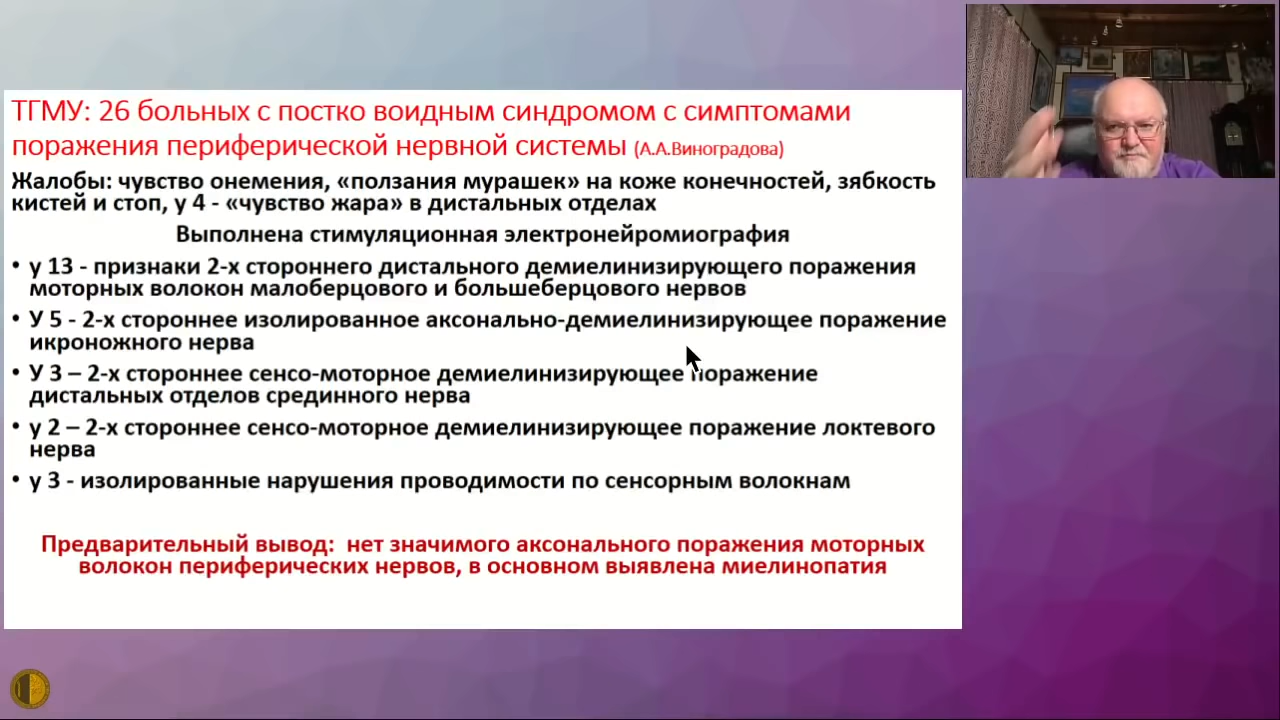 ТГМУ: 26 больных с постко воидным синдромом с симптомами
поражения периферической нервной системы (А.А.Виноградова)
Жалобы: чувство онемения, «ползания мурашек» на коже конечностей, зябкость
кистей и стоп, у 4 - «чувство жара» в дистальных отделах
Выполнена стимуляционная электронейромиография
• у 13 - признаки 2-х стороннего дистального демиелинизирующего поражения
моторных волокон малоберцового и большеберцового нервов
• У 5 - 2-х стороннее изолированное аксонально-демиелинизирующее поражение
икроножного нерва
• У 3 – 2-х стороннее сенсо-моторное демиелинизирующее поражение
дистальных отделов срединного нерва
• у 2 – 2-х стороннее сенсо-моторное демиелинизирующее поражение локтевого
нерва
• у 3 - изолированные нарушения проводимости по сенсорным волокнам
Предварительный вывод: нет значимого аксонального поражения моторных
волокон периферических нервов, в основном выявлена миелинопатия